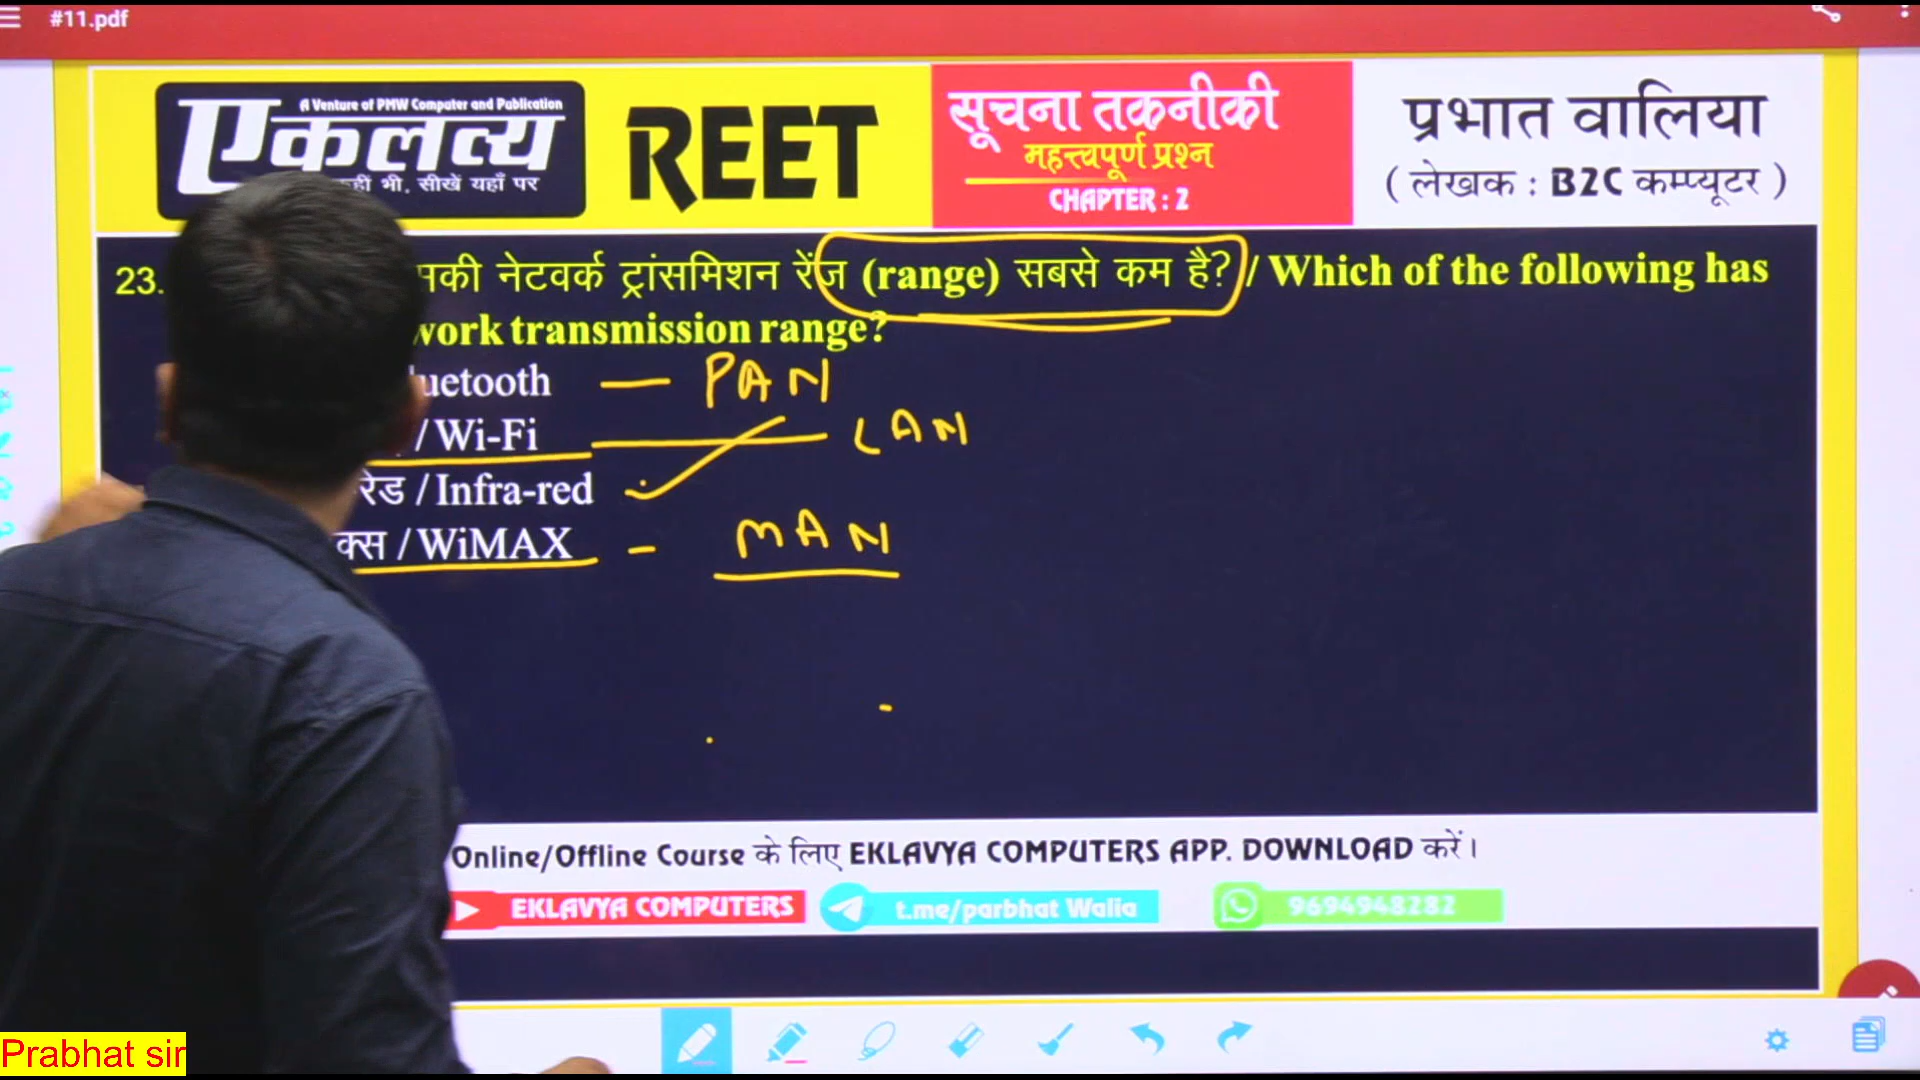 #11.pdf
A Venture of PMW Computer and Publication
एकलव्य
भी, सीखें यहाँ पर
REET
सूचना तकनीकी
महत्त्वपूर्ण प्रश्न
CHAPTER : 2
प्रभात वालिया
( लेखक : B2C कम्प्यूटर )
23. नेटवर्क ट्रांसमिशन रेंज (range) सबसे कम है? / Which of the following has
transmission range?
uetooth — PAN
/ Wi-Fi — LAN
रेड / Infra-red
क्स / WiMAX - MAN
Online/Offline Course के लिए EKLAVYA COMPUTERS APP. DOWNLOAD करें।
EKLAVYA COMPUTERS
t.me/parbhat Walia
9694948282
Prabhat sir